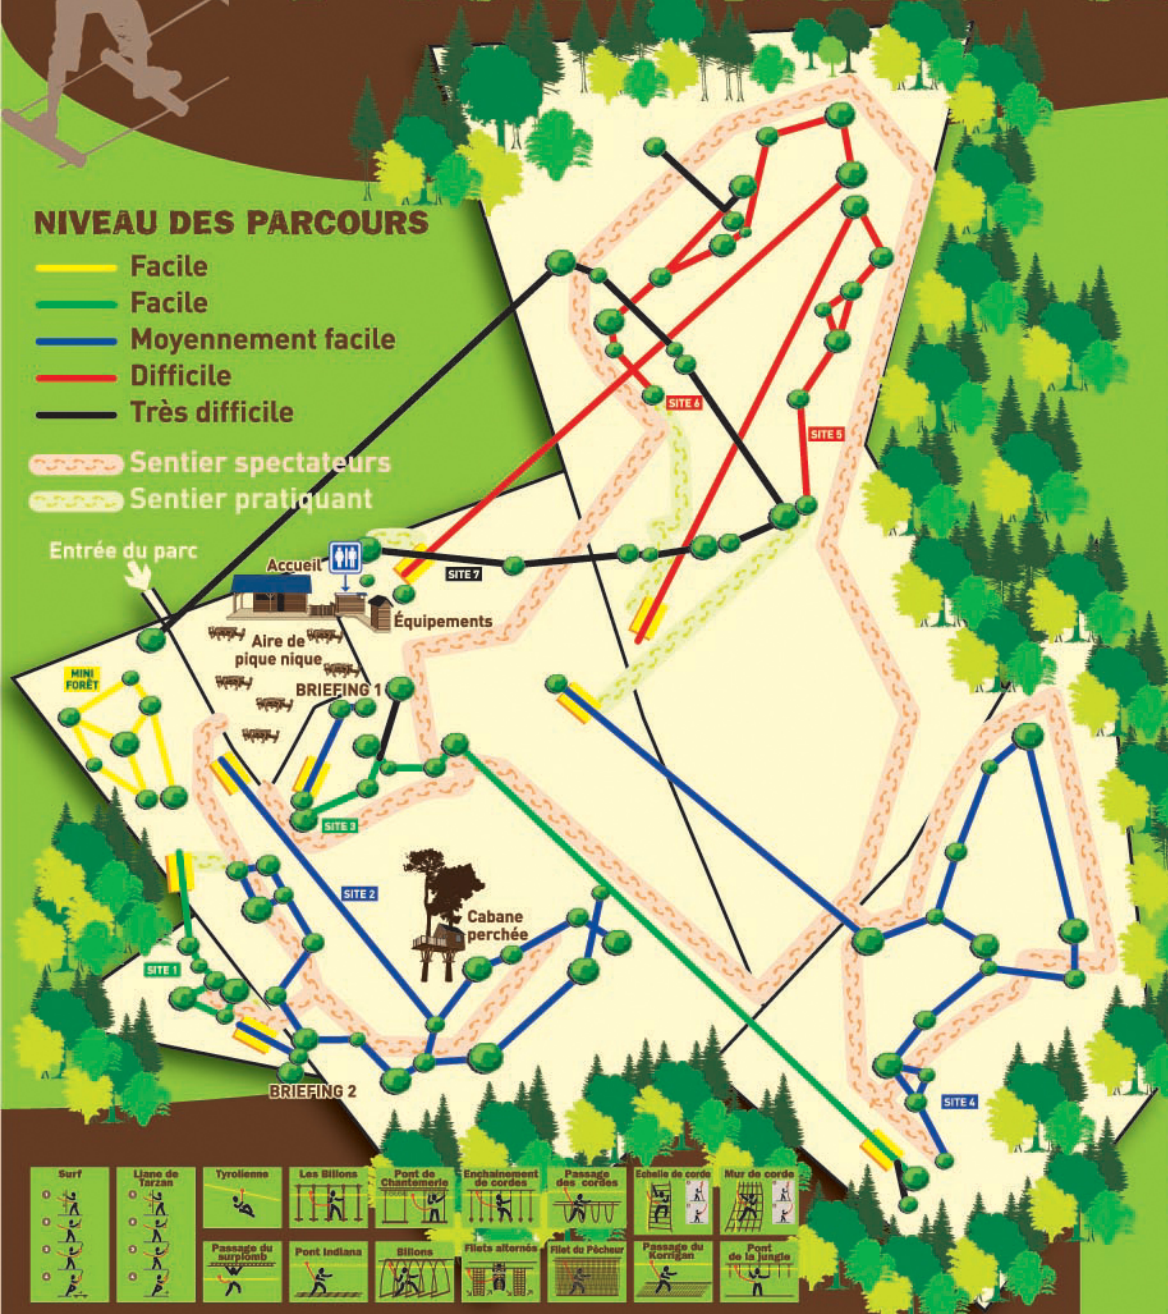 NIVEAU DES PARCOURS
Facile
Facile
Moyennement facile
Difficile
Très difficile
Sentier spectateurs
Sentier pratiquant
Entrée du parc
Accueil
SITE 6
SITE 5
SITE 7
Équipements
Aire de
pique nique
MINI
FORÊT
BRIEFING 1
SITE 3
SITE 2
Cabane
perchée
SITE 1
BRIEFING 2
SITE 4
Surf
Liane de
Tarzan
Tyrolienne
Les Billons
Pont de
Chantemerle
Enchainement
de cordes
Passage
des cordes
Echelle de corde
Mur de corde
Passage du
surplomb
Pont Indiana
Billons
Filets alternés
Filet du Pêcheur
Passage du
Korrigan
Pont
de la jungle